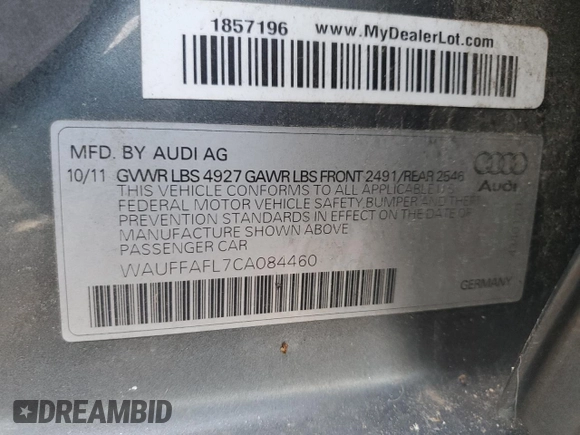 1857196 www.MyDealerLot.com
MFD. BY AUDI AG
10/11 GVWR LBS 4927 GAWR LBS FRONT 2491/REAR 2546
THIS VEHICLE CONFORMS TO ALL APPLICABLE U.S.
FEDERAL MOTOR VEHICLE SAFETY, BUMPER AND THEFT
PREVENTION STANDARDS IN EFFECT ON THE DATE OF
MANUFACTURE SHOWN ABOVE
PASSENGER CAR
Audi
WAUFFAFL7CA084460
GERMANY
DREAMBID